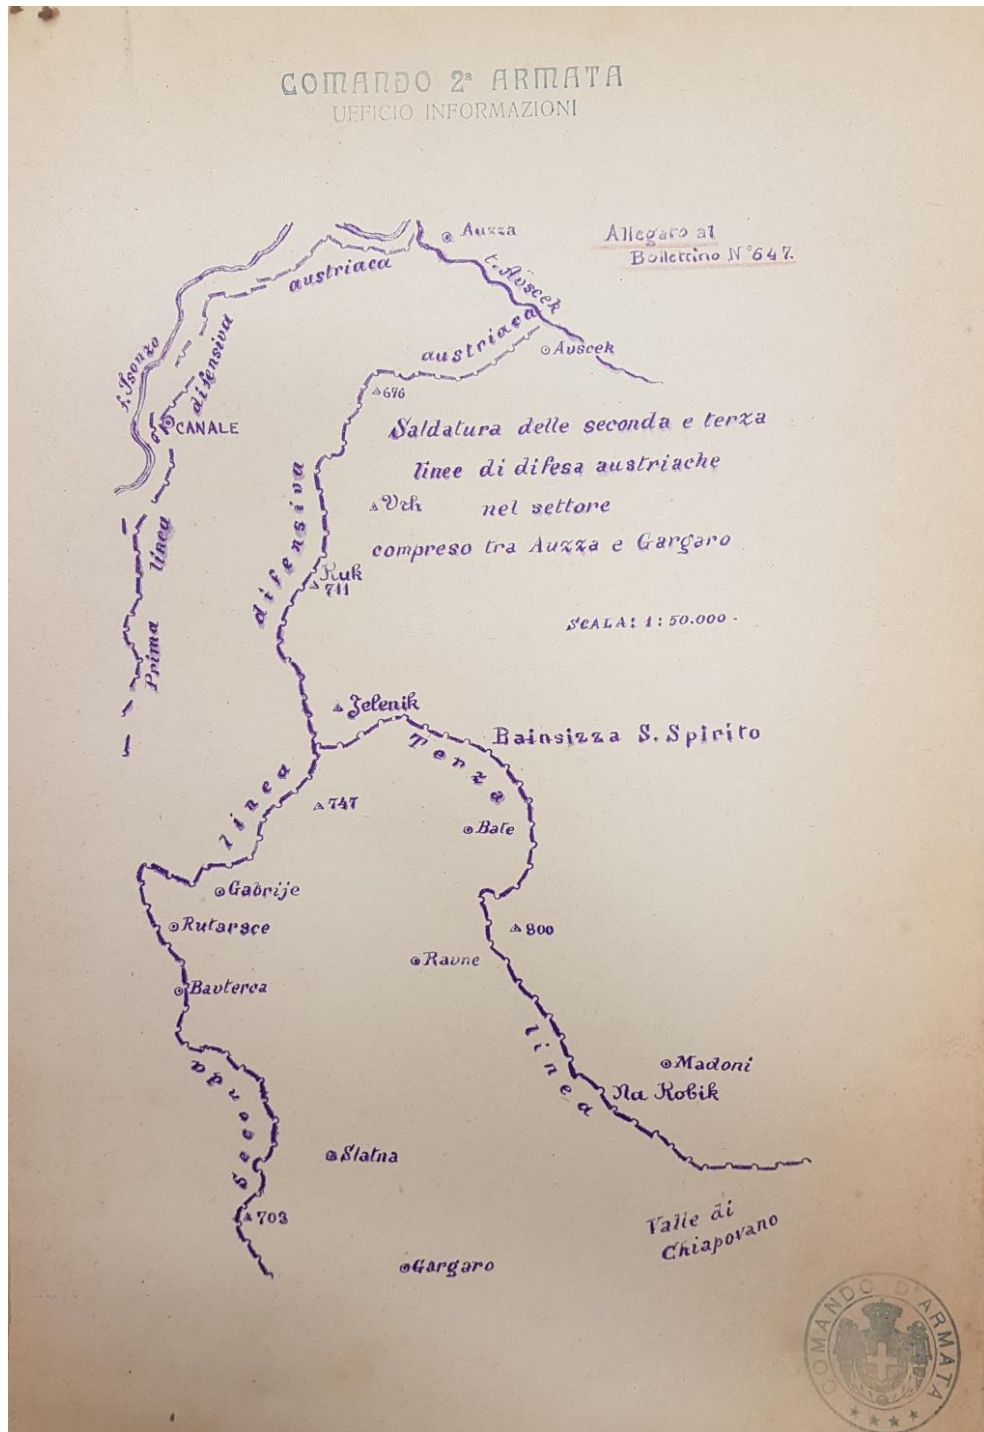 COMANDO 2ª ARMATA
UFFICIO INFORMAZIONI
Allegaro al
Bollettino N°647.
Auzza
t. Avscek
austriaca
austriaca
Avscek
f. Isonzo
difensiva
676
CANALE
Saldatura delle seconda e terza
linee di difesa austriache
nel settore
compreso tra Auzza e Gargaro
Vrh
difensiva
linea
Prima
Kuk
711
SCALA: 1:50.000.
Jelenik
Bainsizza S. Spirito
Terza
linea
747
Bate
Gabrije
Rutarsce
800
Ravne
Bavterca
linea
Madoni
Na Kobik
Seconda
Slatna
703
Valle di
Chiapovano
Gargaro
COMANDO D'ARMATA